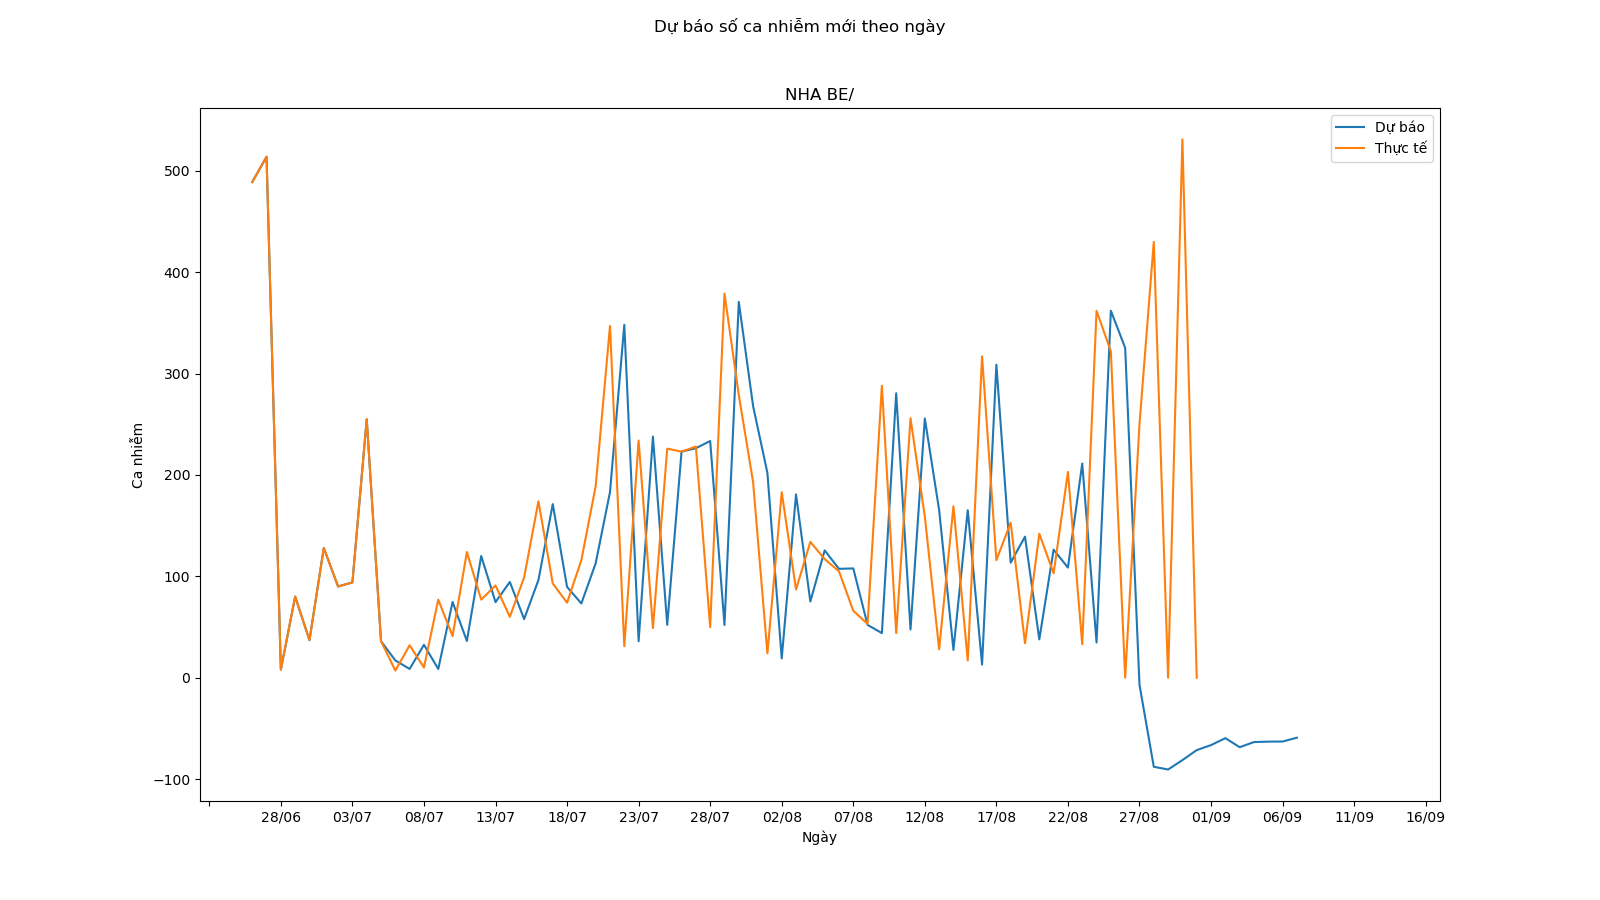 Dự báo số ca nhiễm mới theo ngày
NHA BE/
Dự báo
Thực tế
500
400
300
200
100
0
−100
Ca nhiễm
28/06 03/07 08/07 13/07 18/07 23/07 28/07 02/08 07/08 12/08 17/08 22/08 27/08 01/09 06/09 11/09 16/09
Ngày